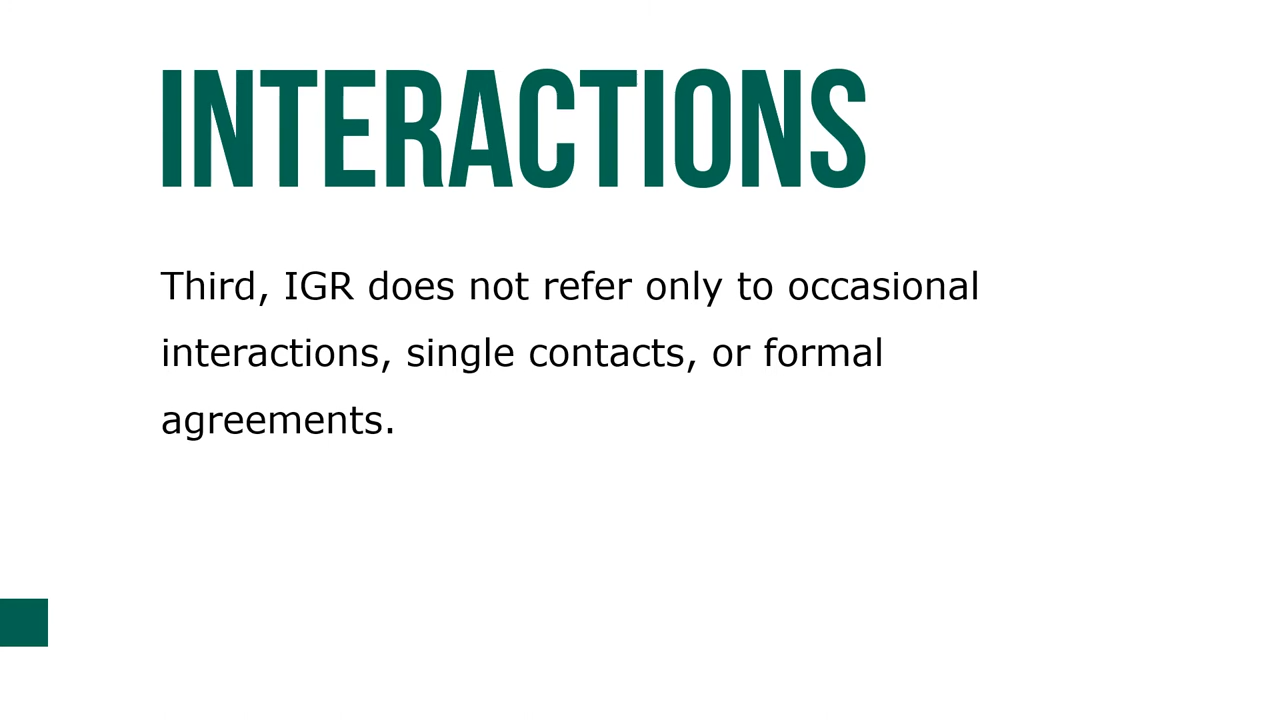 INTERACTIONS
Third, IGR does not refer only to occasional
interactions, single contacts, or formal
agreements.